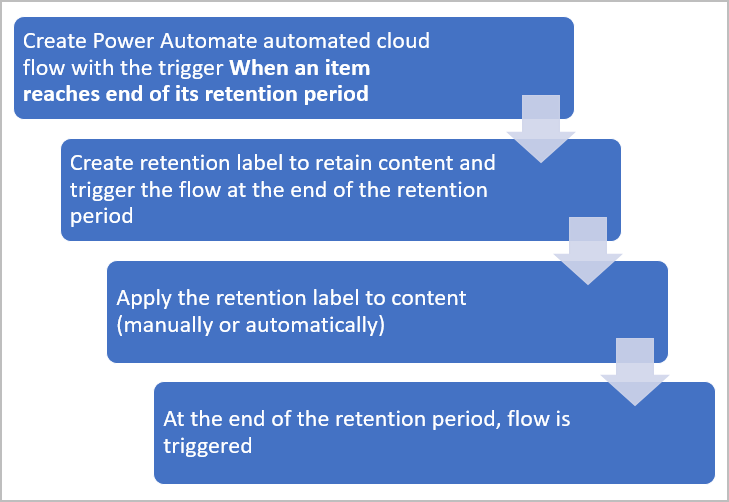 Create Power Automate automated cloud
flow with the trigger When an item
reaches end of its retention period
Create retention label to retain content and
trigger the flow at the end of the retention
period
Apply the retention label to content
(manually or automatically)
At the end of the retention period, flow is
triggered